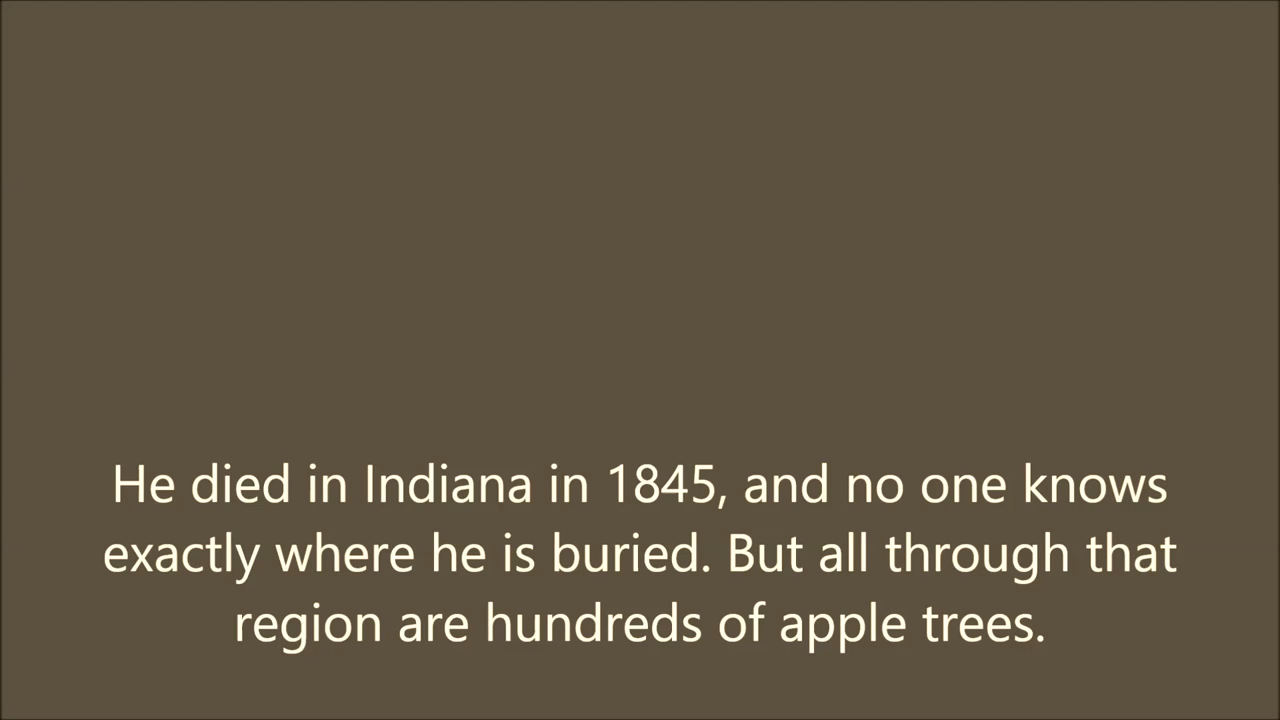 He died in Indiana in 1845, and no one knows
exactly where he is buried. But all through that
region are hundreds of apple trees.